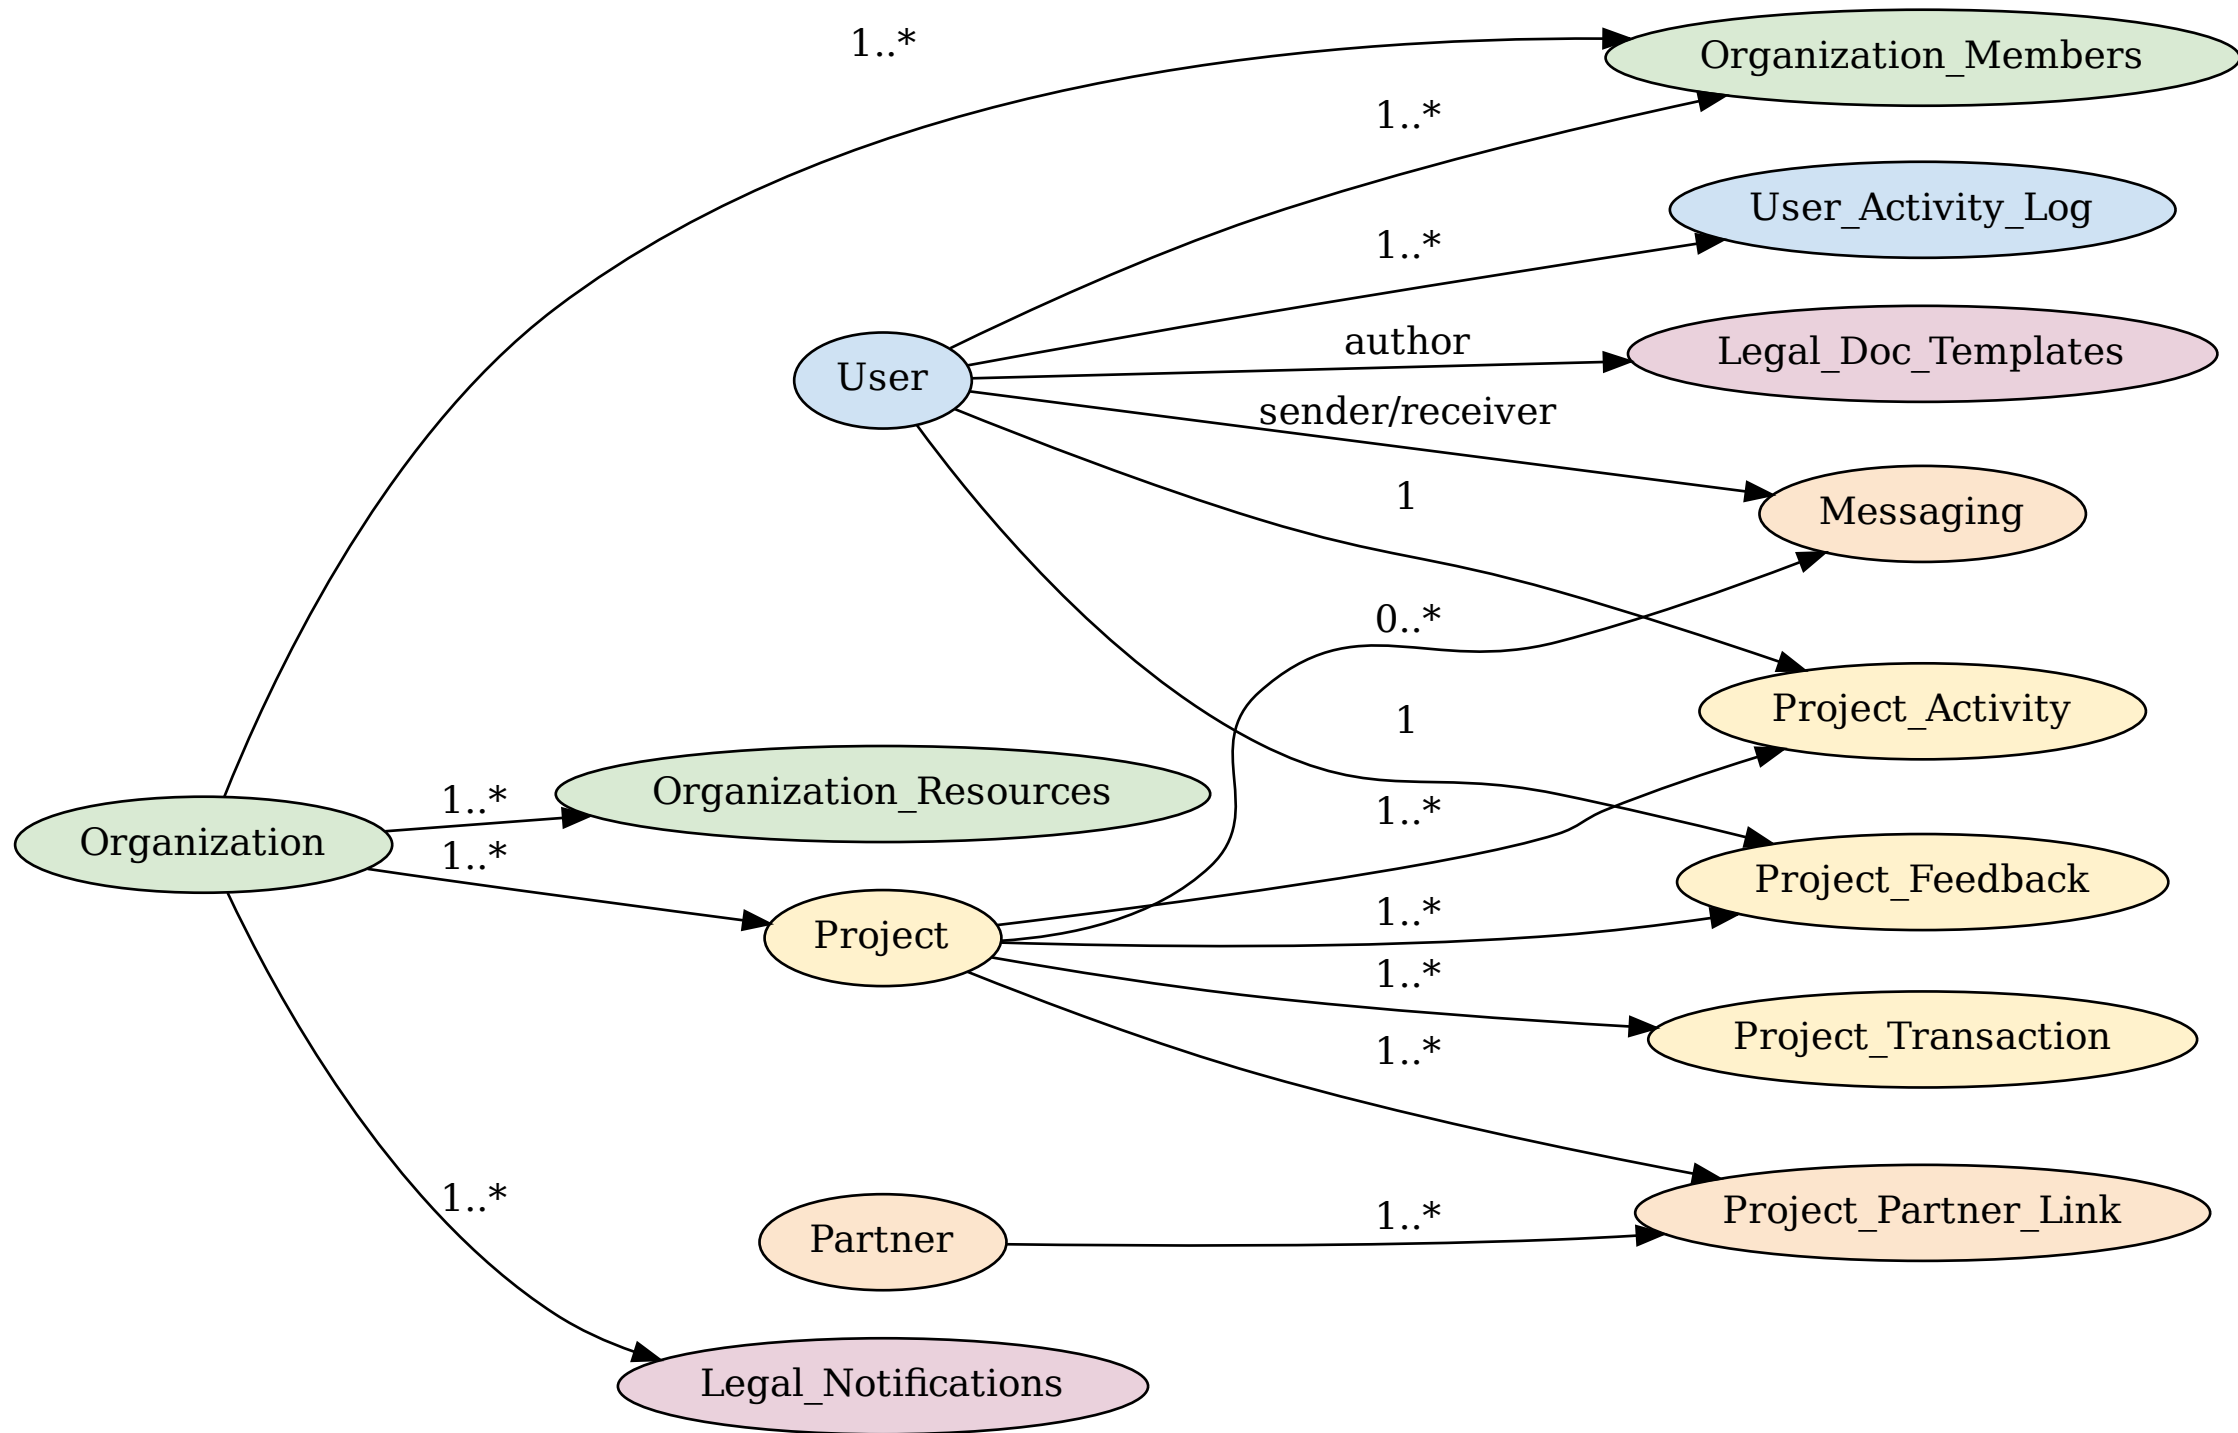 1..*
Organization_Members
1..*
User_Activity_Log
1..*
author
Legal_Doc_Templates
User
sender/receiver
1
Messaging
0..*
1
Project_Activity
Organization_Resources
1..*
1..*
Organization
1..*
Project_Feedback
1..*
Project
1..*
Project_Transaction
1..*
1..*
Partner
1..*
Project_Partner_Link
Legal_Notifications